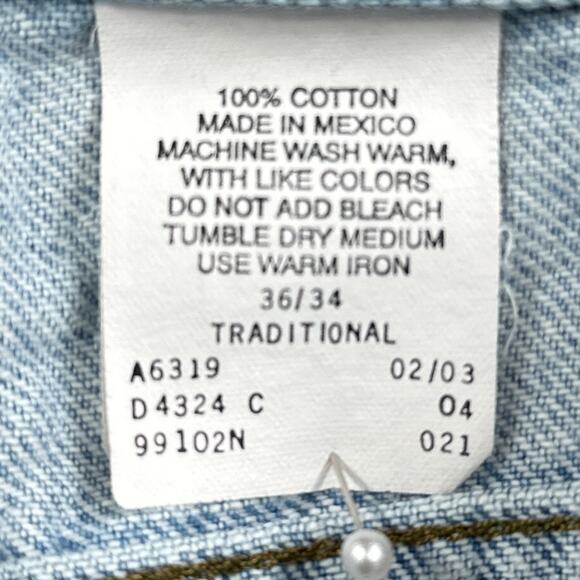 100% COTTON
MADE IN MEXICO
MACHINE WASH WARM,
WITH LIKE COLORS
DO NOT ADD BLEACH
TUMBLE DRY MEDIUM
USE WARM IRON
36/34
TRADITIONAL
A6319 02/03
D4324 C 04
99102N 021